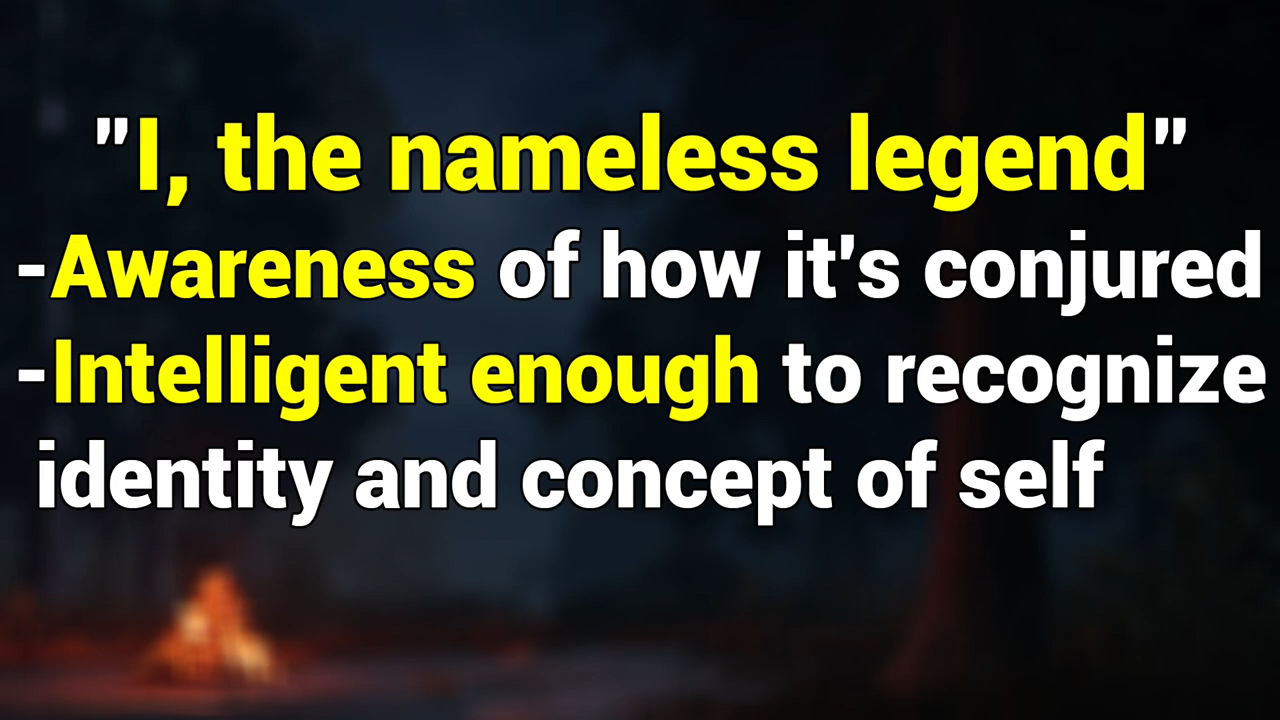 "I, the nameless legend"
-Awareness of how it's conjured
-Intelligent enough to recognize
identity and concept of self